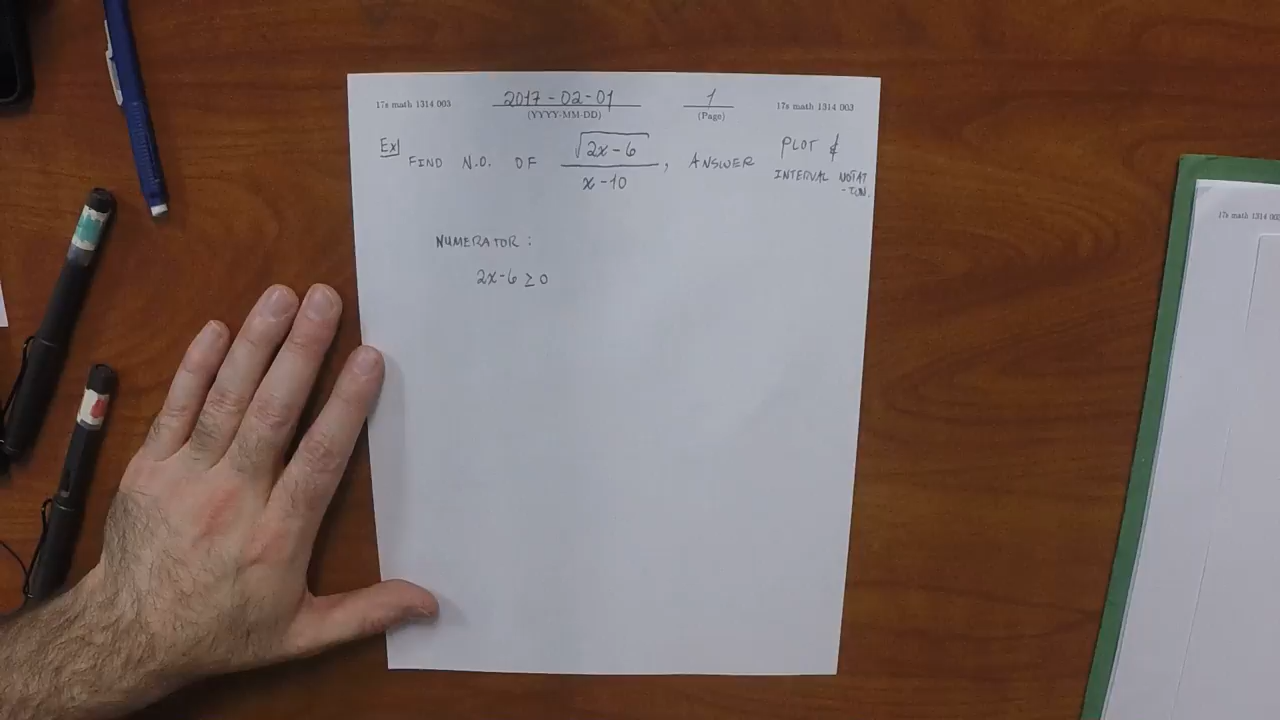 17s math 1314 003 2017-02-01 1 17s math 1314 003
(YYYY-MM-DD) (Page)
Ex] FIND N.D. OF √(2x-6) / (x-10), ANSWER PLOT &
INTERVAL NOTAT
-ION.
NUMERATOR:
2x-6 ≥ 0
17s math 1314 003